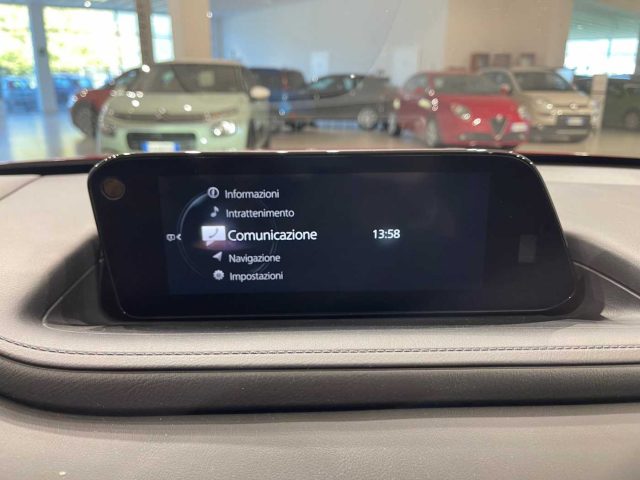 Informazioni
Intrattenimento
Comunicazione 13:58
Navigazione
Impostazioni